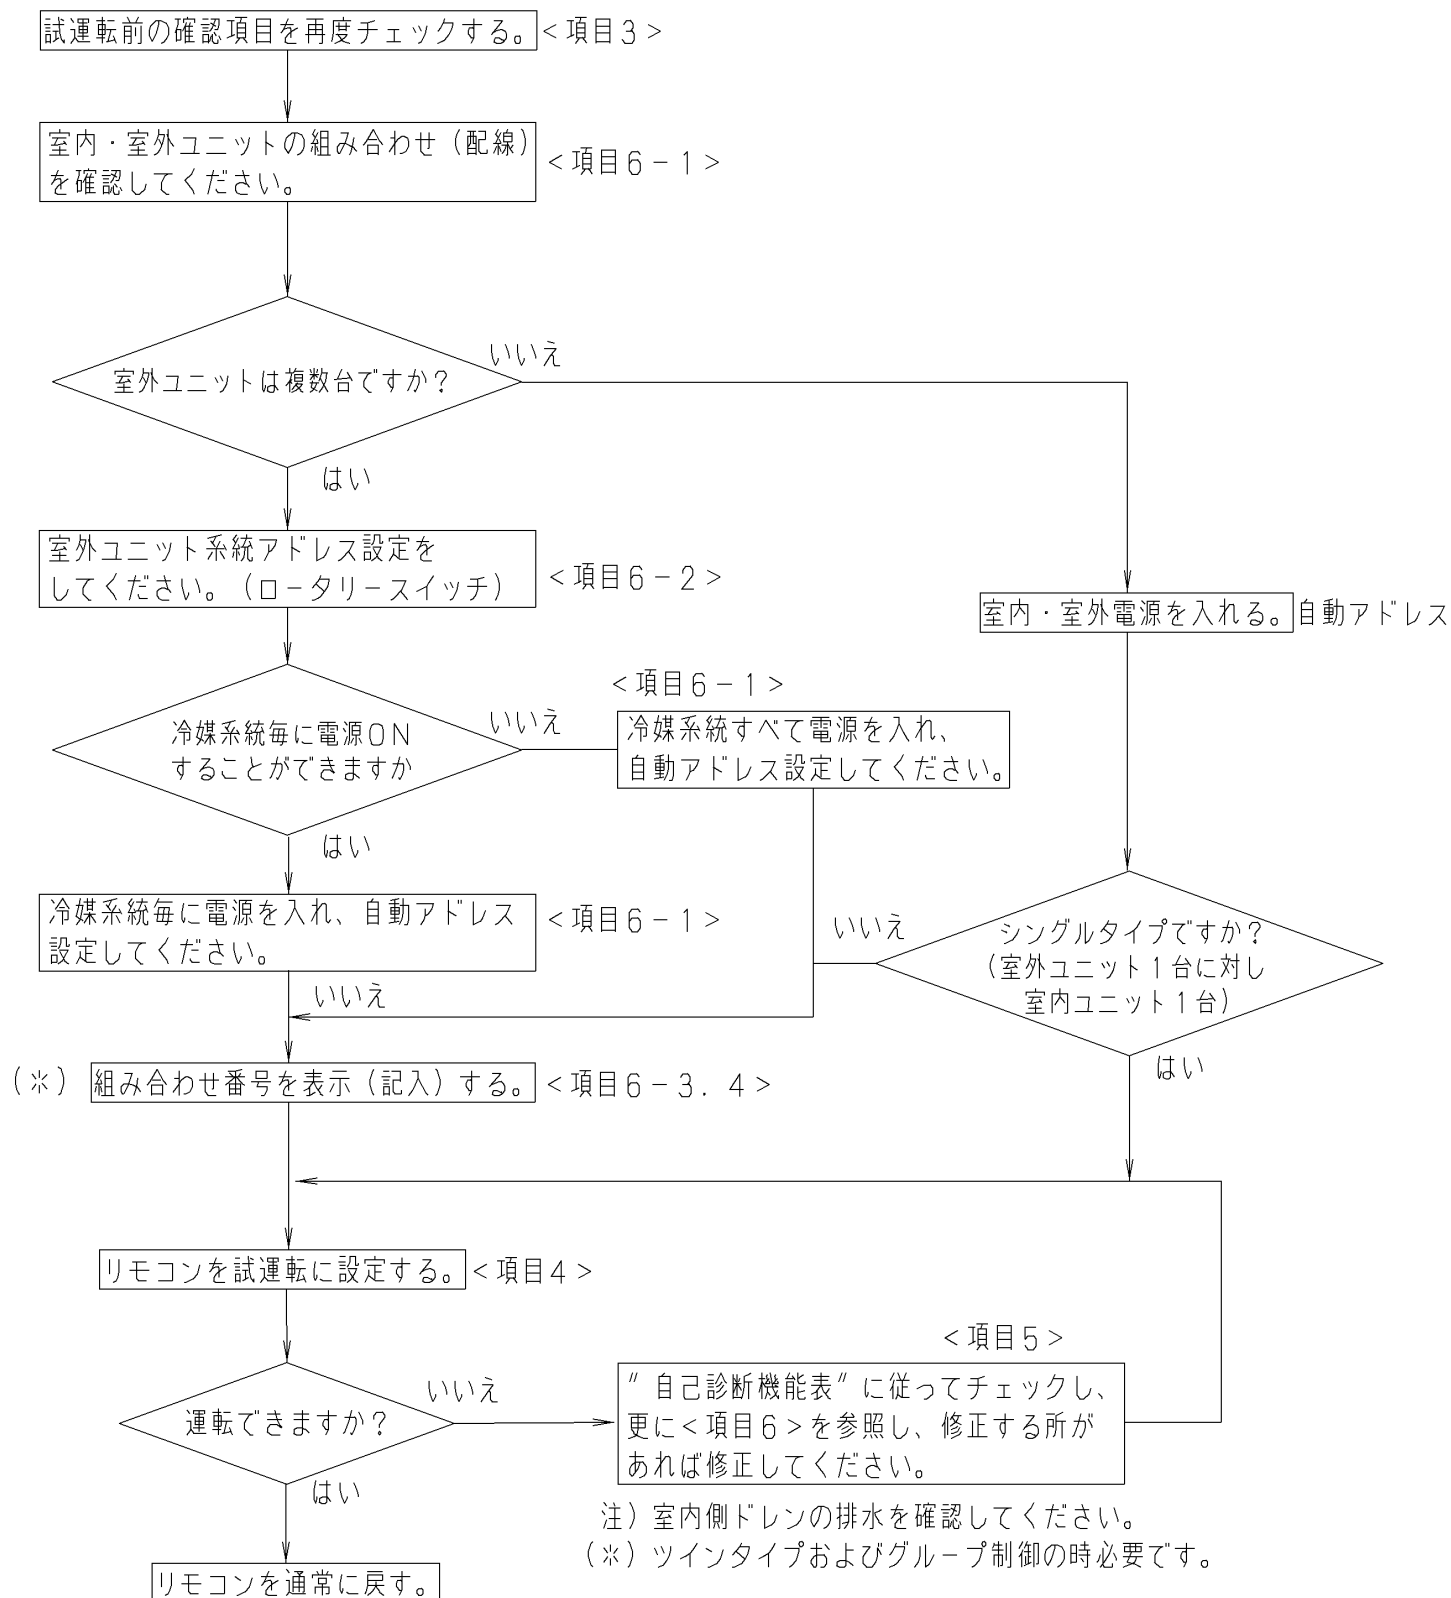 試運転前の確認項目を再度チェックする。＜項目３＞
室内・室外ユニットの組み合わせ（配線）
を確認してください。
＜項目６－１＞
室外ユニットは複数台ですか？
いいえ
はい
室外ユニット系統アドレス設定を
してください。（ロータリースイッチ）
＜項目６－２＞
室内・室外電源を入れる。自動アドレス
冷媒系統毎に電源ＯＮ
することができますか
いいえ
＜項目６－１＞
冷媒系統すべて電源を入れ、
自動アドレス設定してください。
はい
冷媒系統毎に電源を入れ、自動アドレス
設定してください。
＜項目６－１＞
いいえ
シングルタイプですか？
（室外ユニット１台に対し
室内ユニット１台）
いいえ
はい
（※）組み合わせ番号を表示（記入）する。＜項目６－３．４＞
リモコンを試運転に設定する。＜項目４＞
運転できますか？
いいえ
＜項目５＞
〃自己診断機能表〃に従ってチェックし、
更に＜項目６＞を参照し、修正する所が
あれば修正してください。
はい
注）室内側ドレンの排水を確認してください。
（※）ツインタイプおよびグループ制御の時必要です。
リモコンを通常に戻す。